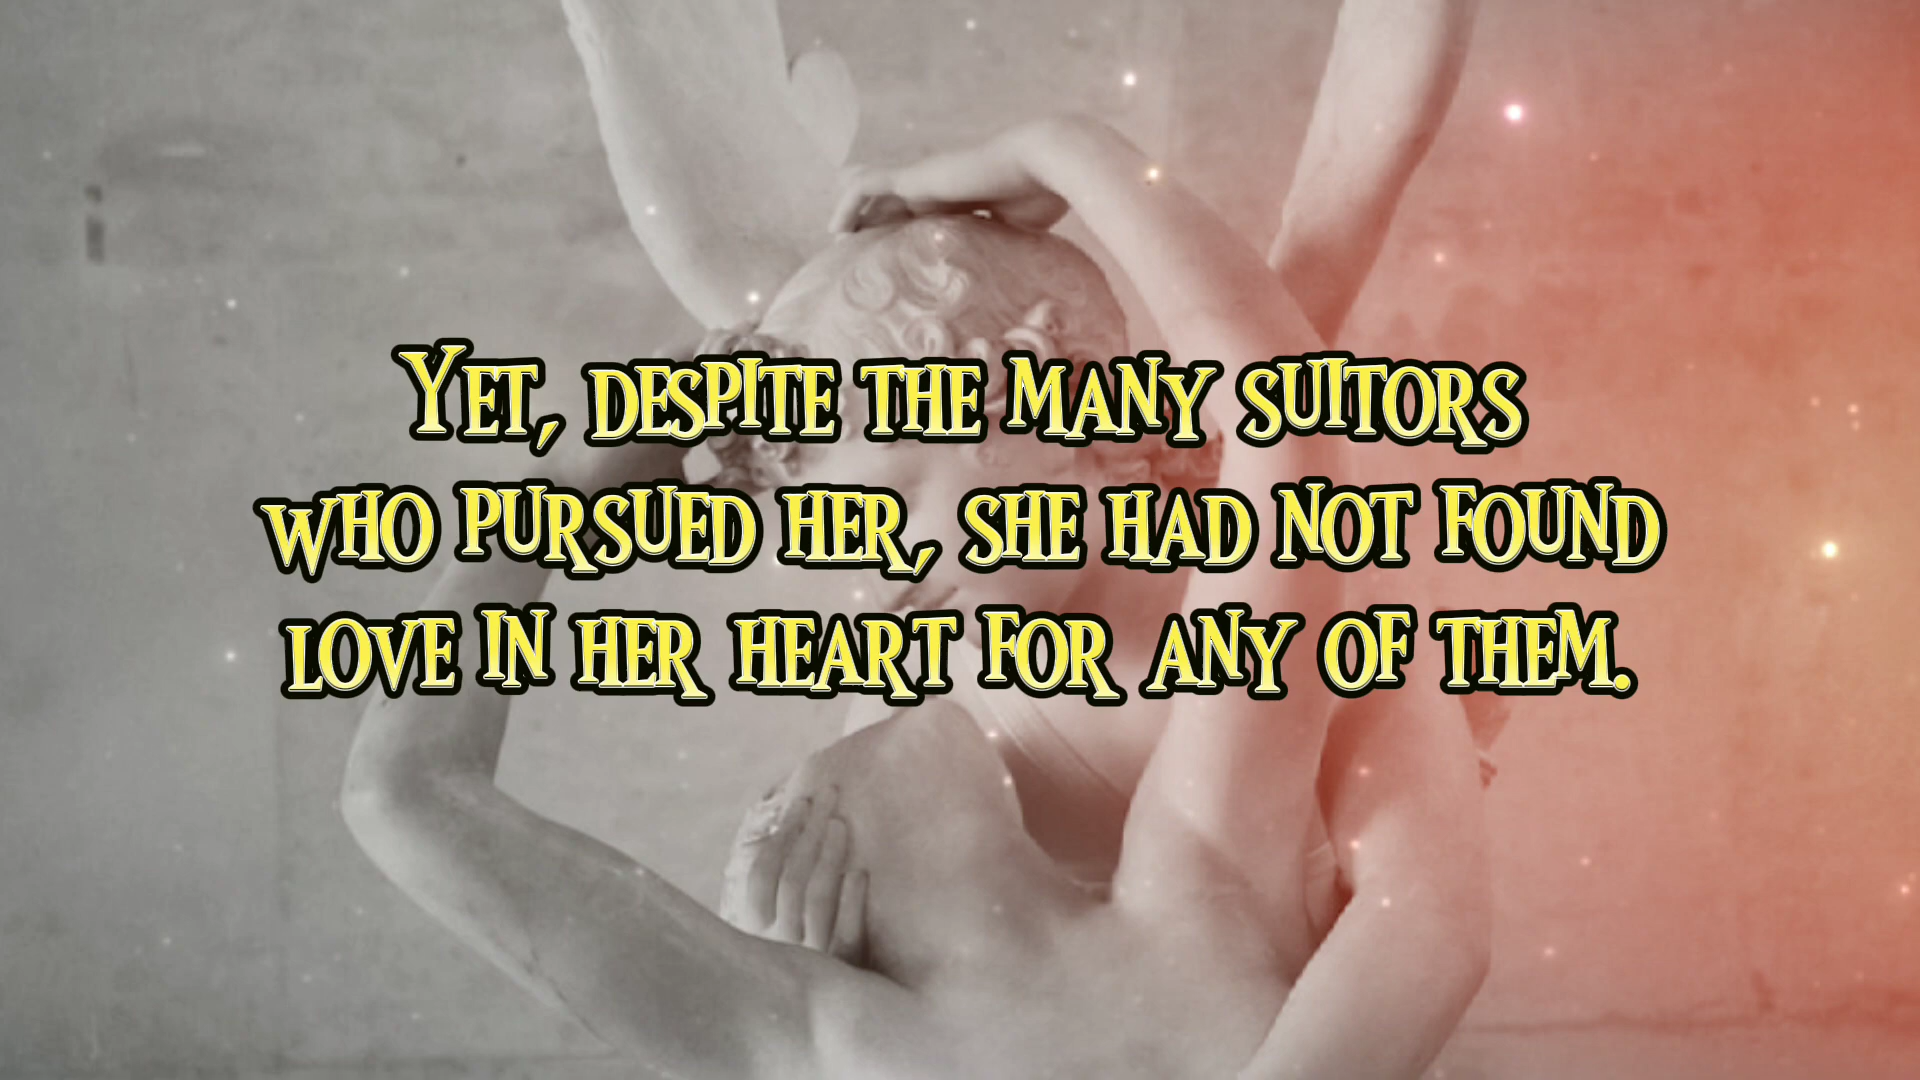 Yet, despite the many suitors
who pursued her, she had not found
love in her heart for any of them.